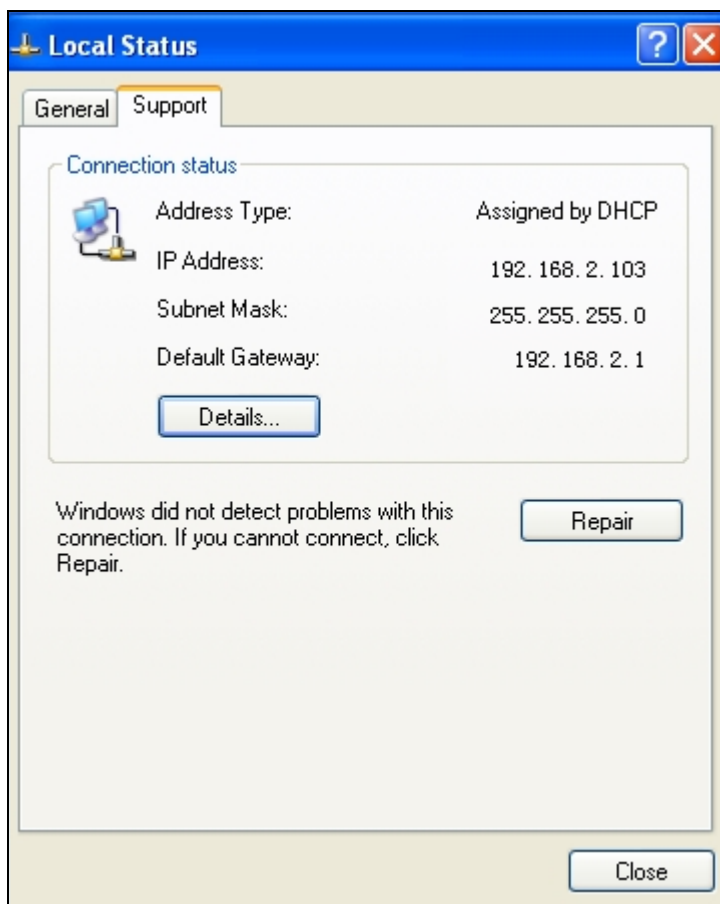 Local Status
General Support
Connection status
Address Type: Assigned by DHCP
IP Address: 192. 168. 2. 103
Subnet Mask: 255. 255. 255. 0
Default Gateway: 192. 168. 2. 1
Details...
Windows did not detect problems with this
connection. If you cannot connect, click
Repair.
Repair
Close